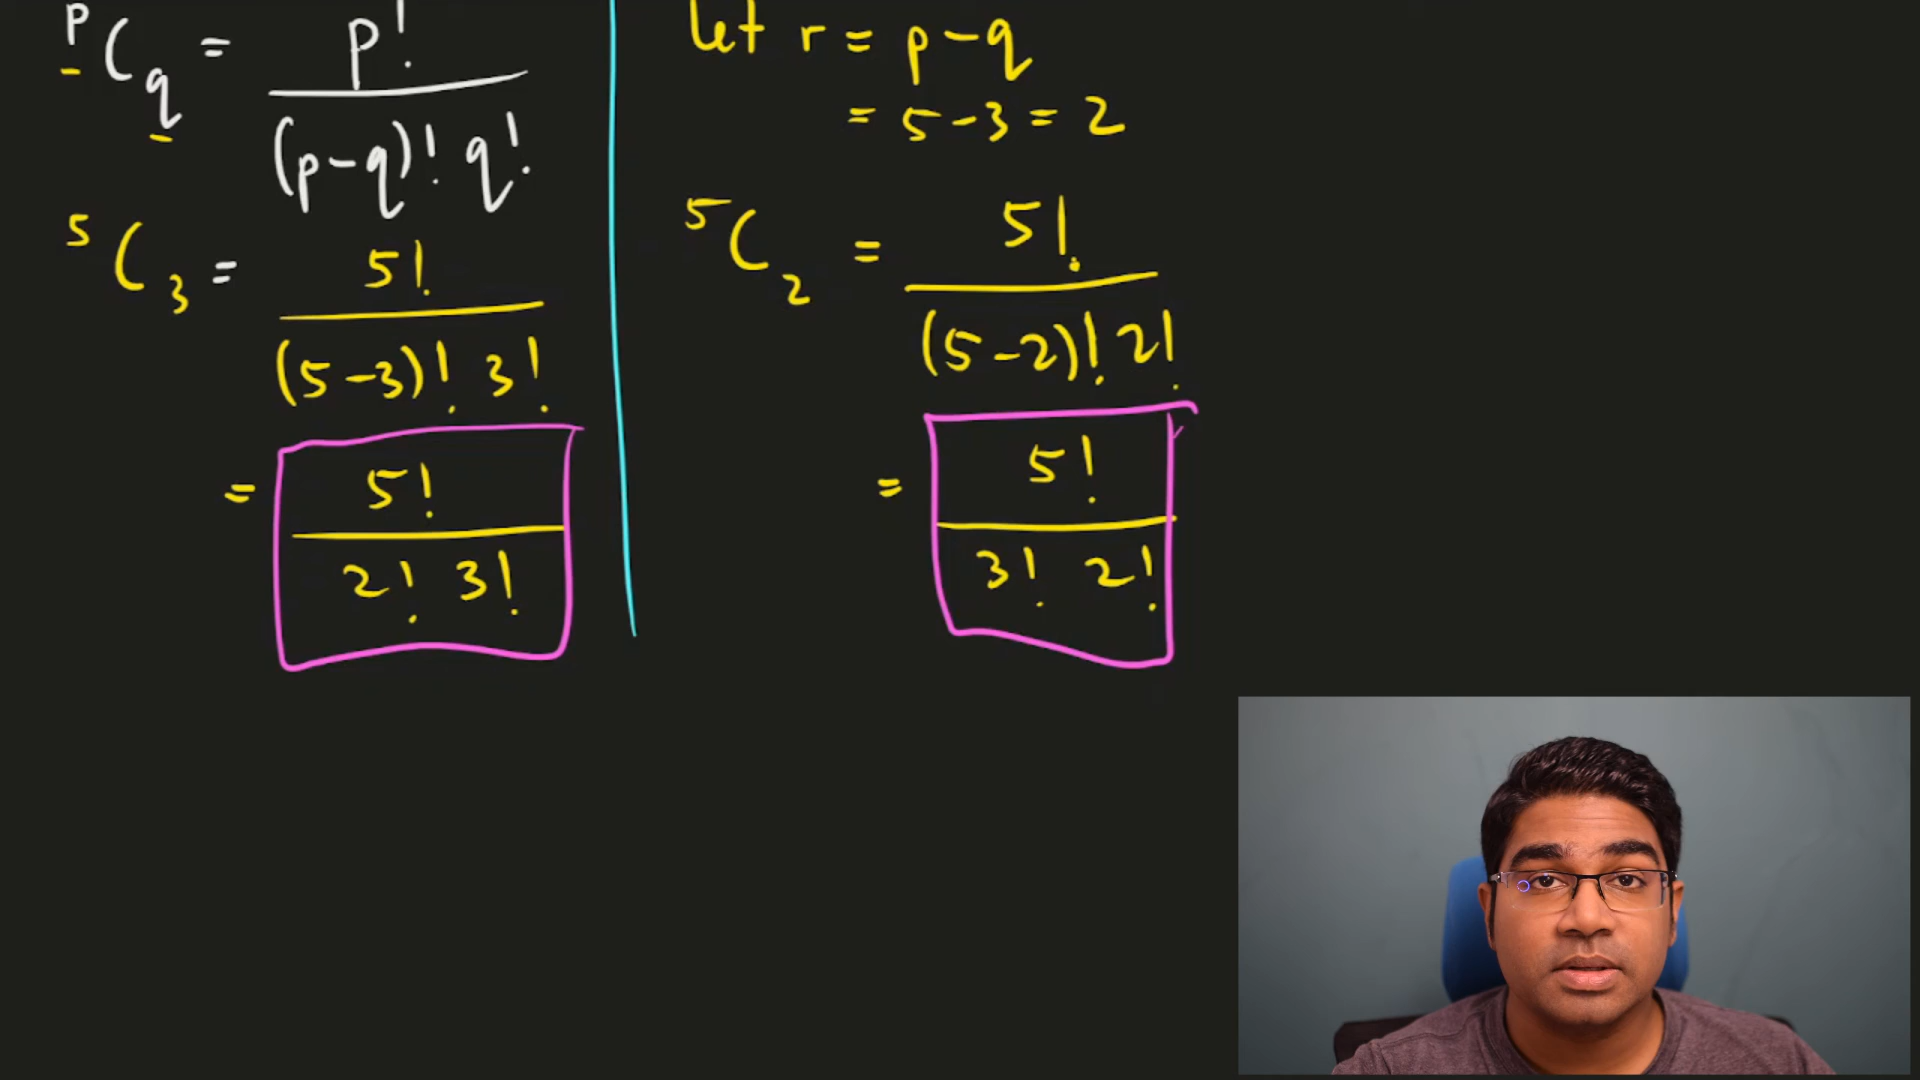 ᵖC_q = p! / (p-q)! q!
⁵C₃ = 5! / (5-3)! 3!
= 5! / 2! 3!
let r = p-q
= 5-3 = 2
⁵C₂ = 5! / (5-2)! 2!
= 5! / 3! 2!